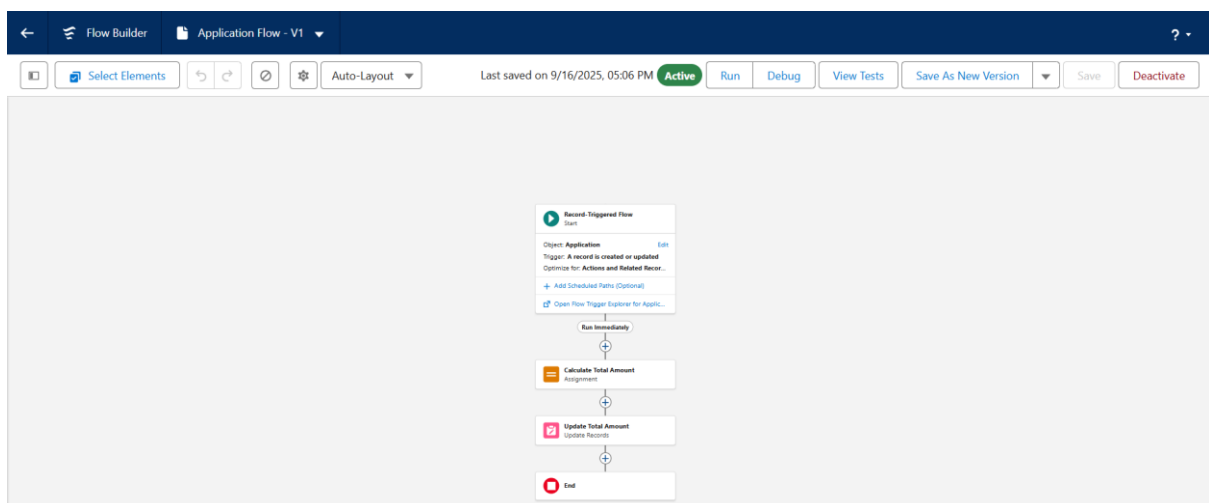 Flow Builder
Application Flow - V1
?
Select Elements
Auto-Layout
Last saved on 9/16/2025, 05:06 PM
Active
Run
Debug
View Tests
Save As New Version
Save
Deactivate
Record-Triggered Flow
Start
Object: Application Edit
Trigger: A record is created or updated
Optimize for: Actions and Related Recor...
+ Add Scheduled Paths (Optional)
Open Flow Trigger Explorer for Applic...
Run Immediately
Calculate Total Amount
Assignment
Update Total Amount
Update Records
End